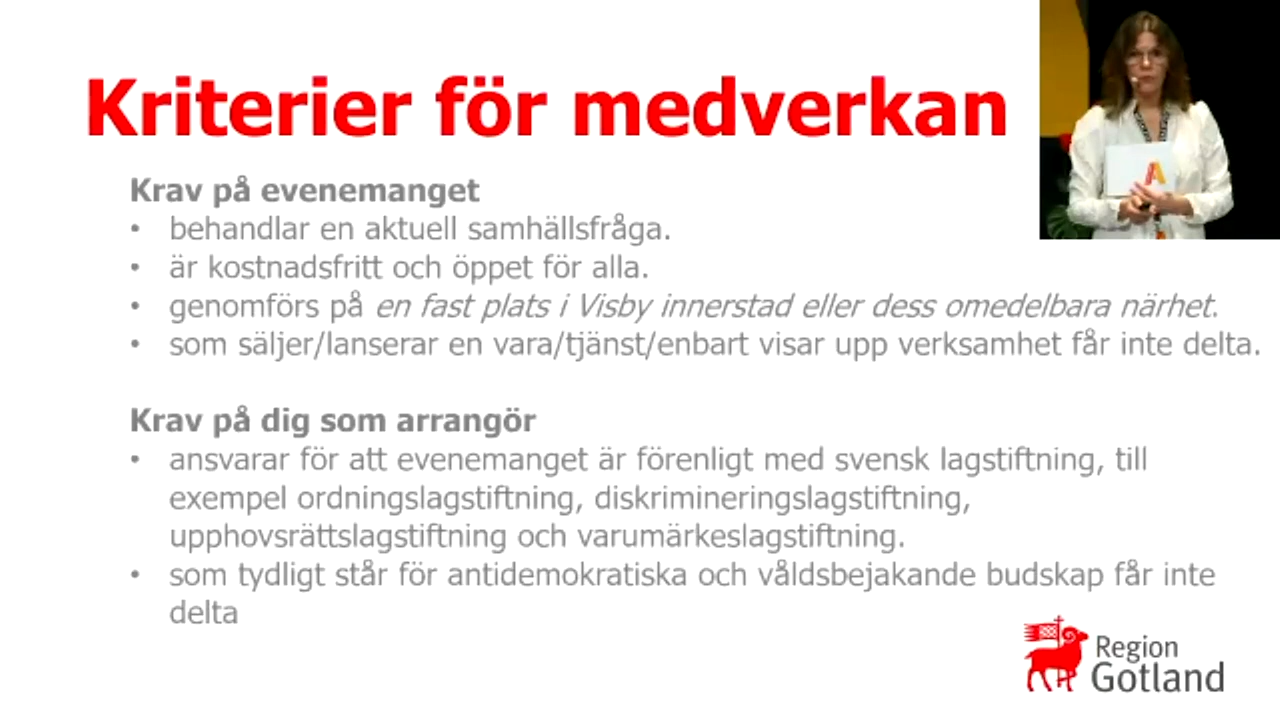 Kriterier för medverkan
Krav på evenemanget
• behandlar en aktuell samhällsfråga.
• är kostnadsfritt och öppet för alla.
• genomförs på en fast plats i Visby innerstad eller dess omedelbara närhet.
• som säljer/lanserar en vara/tjänst/enbart visar upp verksamhet får inte delta.
Krav på dig som arrangör
• ansvarar för att evenemanget är förenligt med svensk lagstiftning, till
exempel ordningslagstiftning, diskrimineringslagstiftning,
upphovsrättslagstiftning och varumärkeslagstiftning.
• som tydligt står för antidemokratiska och våldsbejakande budskap får inte
delta
Region
Gotland